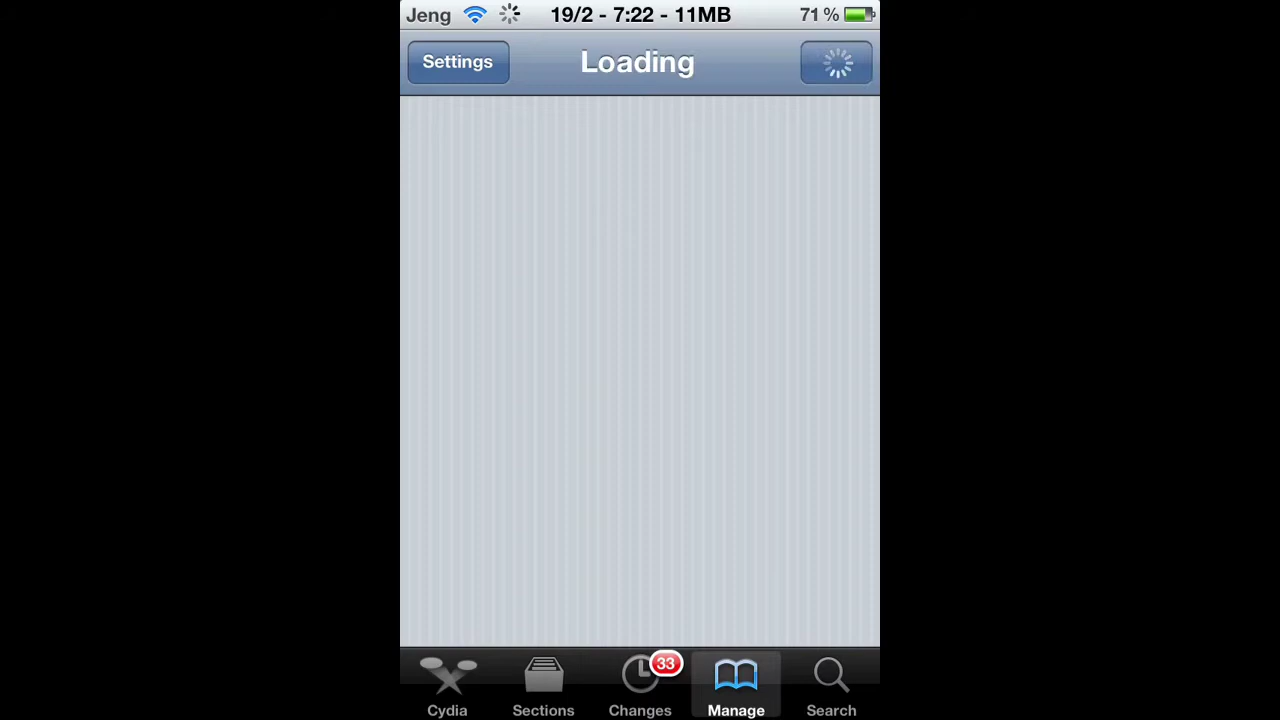 Jeng 19/2 - 7:22 - 11MB 71%
Settings Loading
33
Cydia Sections Changes Manage Search